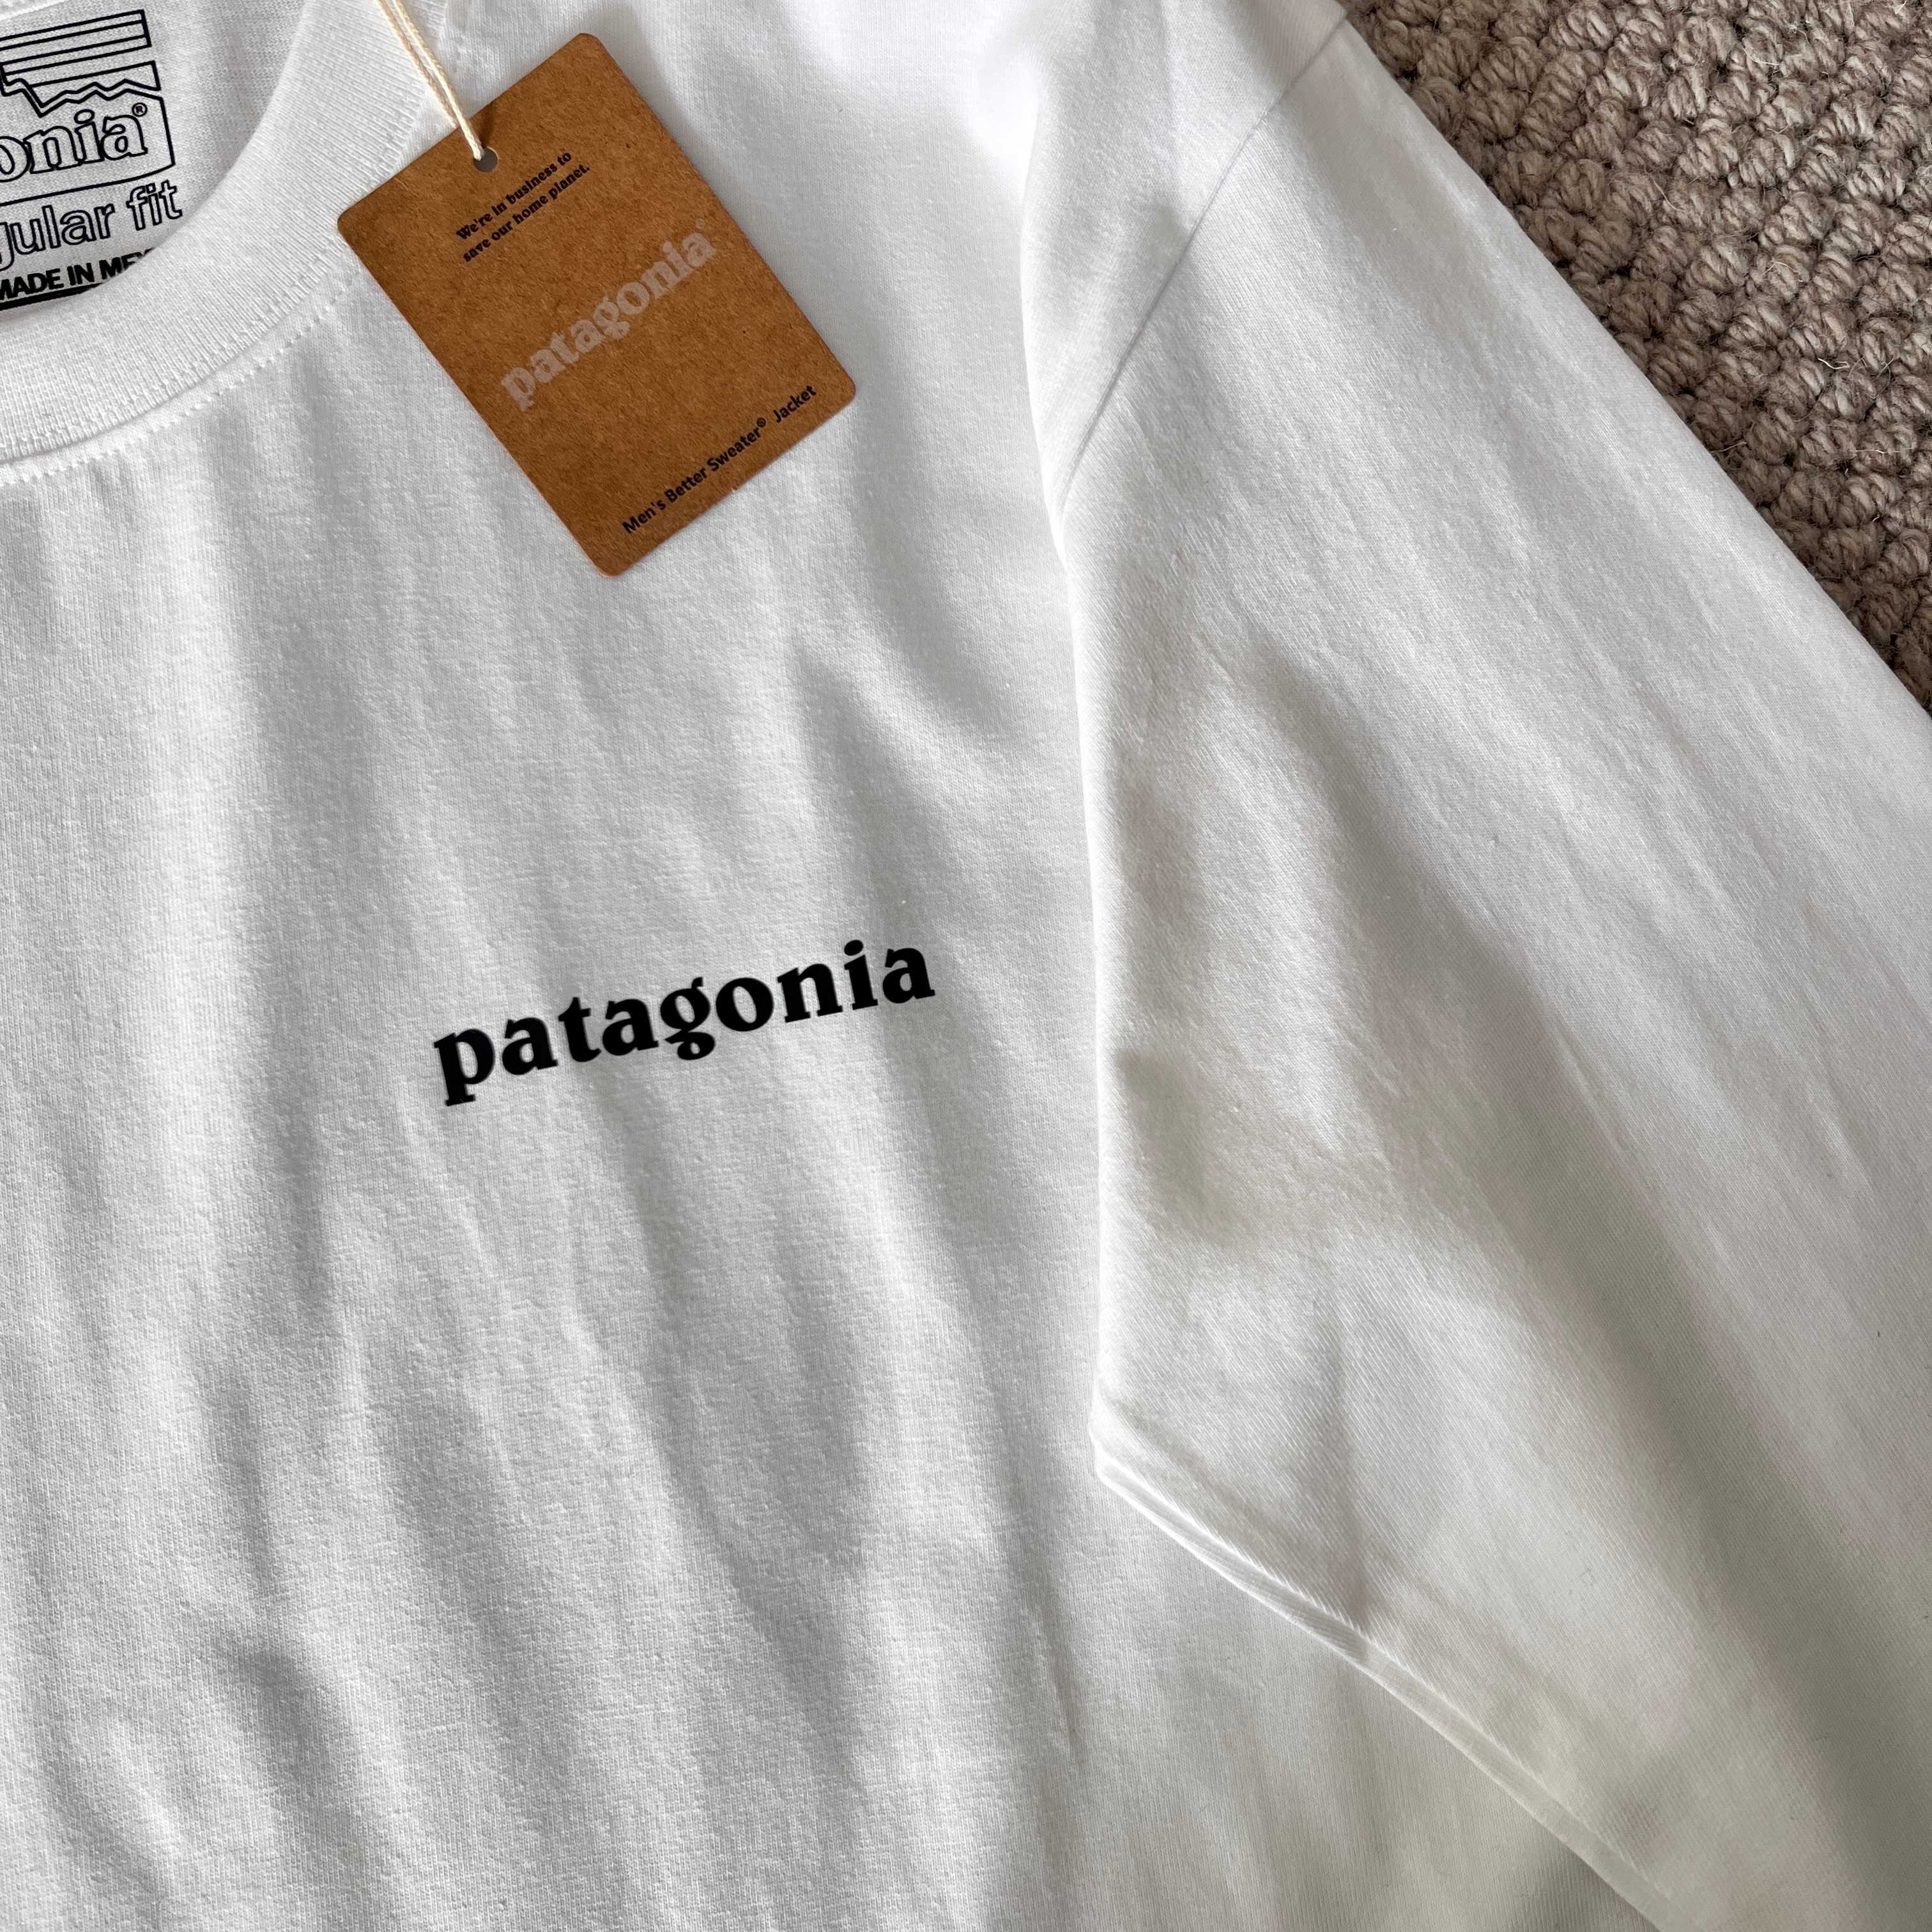 onia®
gular fit
MADE IN ME
We're in business to
save our home planet.
patagonia®
Men's Better Sweater® Jacket
patagonia